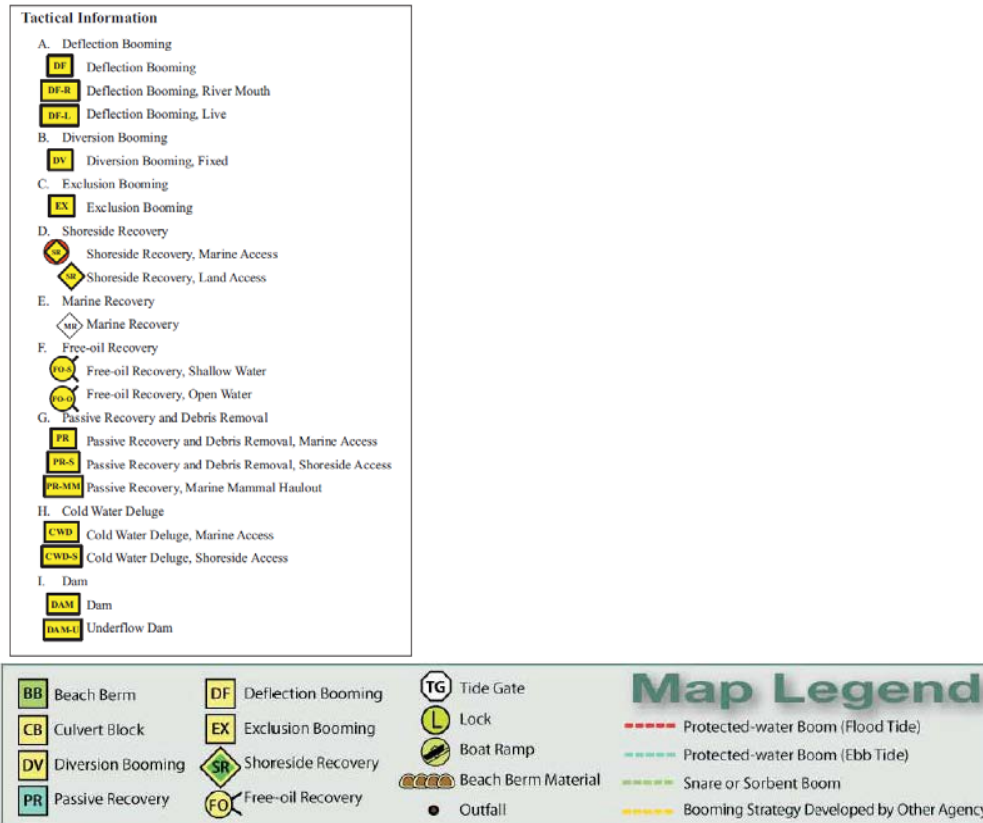 Tactical Information
A. Deflection Booming
DF Deflection Booming
DF-R Deflection Booming, River Mouth
DF-L Deflection Booming, Live
B. Diversion Booming
DV Diversion Booming, Fixed
C. Exclusion Booming
EX Exclusion Booming
D. Shoreside Recovery
SR Shoreside Recovery, Marine Access
SR Shoreside Recovery, Land Access
E. Marine Recovery
MR Marine Recovery
F. Free-oil Recovery
FO-S Free-oil Recovery, Shallow Water
FO-O Free-oil Recovery, Open Water
G. Passive Recovery and Debris Removal
PR Passive Recovery and Debris Removal, Marine Access
PR-S Passive Recovery and Debris Removal, Shoreside Access
PR-MM Passive Recovery, Marine Mammal Haulout
H. Cold Water Deluge
CWD Cold Water Deluge, Marine Access
CWD-S Cold Water Deluge, Shoreside Access
I. Dam
DAM Dam
DAM-U Underflow Dam
BB Beach Berm
CB Culvert Block
DV Diversion Booming
PR Passive Recovery
DF Deflection Booming
EX Exclusion Booming
SR Shoreside Recovery
FO Free-oil Recovery
TG Tide Gate
L Lock
Boat Ramp
Beach Berm Material
Outfall
Map Legend
Protected-water Boom (Flood Tide)
Protected-water Boom (Ebb Tide)
Snare or Sorbent Boom
Booming Strategy Developed by Other Agency